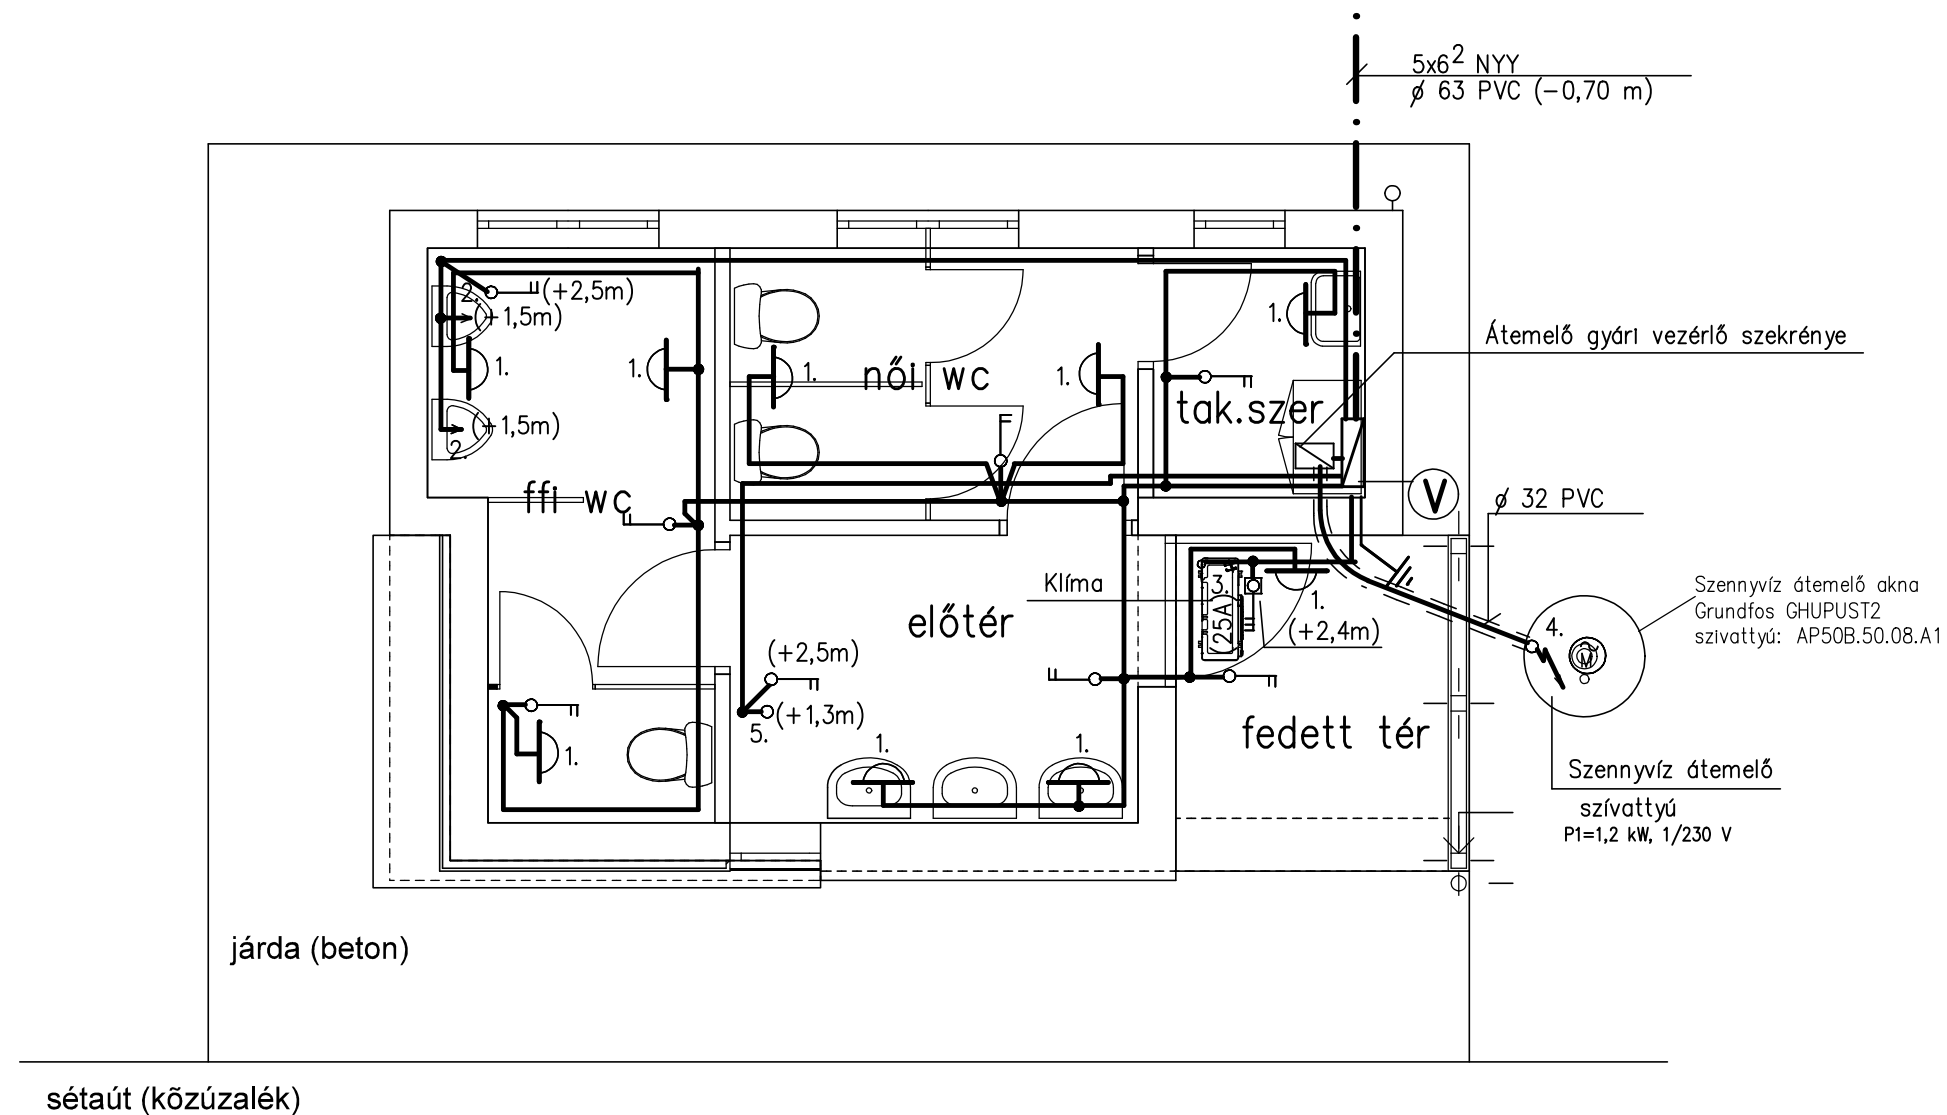 5x6² NYY
ø 63 PVC (−0,70 m)
2.
(+2,5m)
(+1,5m)
1.
1.
1.
női wc
1.
1.
tak.szer
Átemelő gyári vezérlő szekrénye
(+1,5m)
2.
ffi wc
V
ø 32 PVC
Klíma
3.
(25A)
1.
(+2,4m)
előtér
Szennyvíz átemelő akna
Grundfos GHUPUST2
szivattyú: AP50B.50.08.A1
4.
M
(+2,5m)
(+1,3m)
5.
1.
1.
1.
fedett tér
Szennyvíz átemelő
szívattyú
P1=1,2 kW, 1/230 V
járda (beton)
sétaút (kõzúzalék)